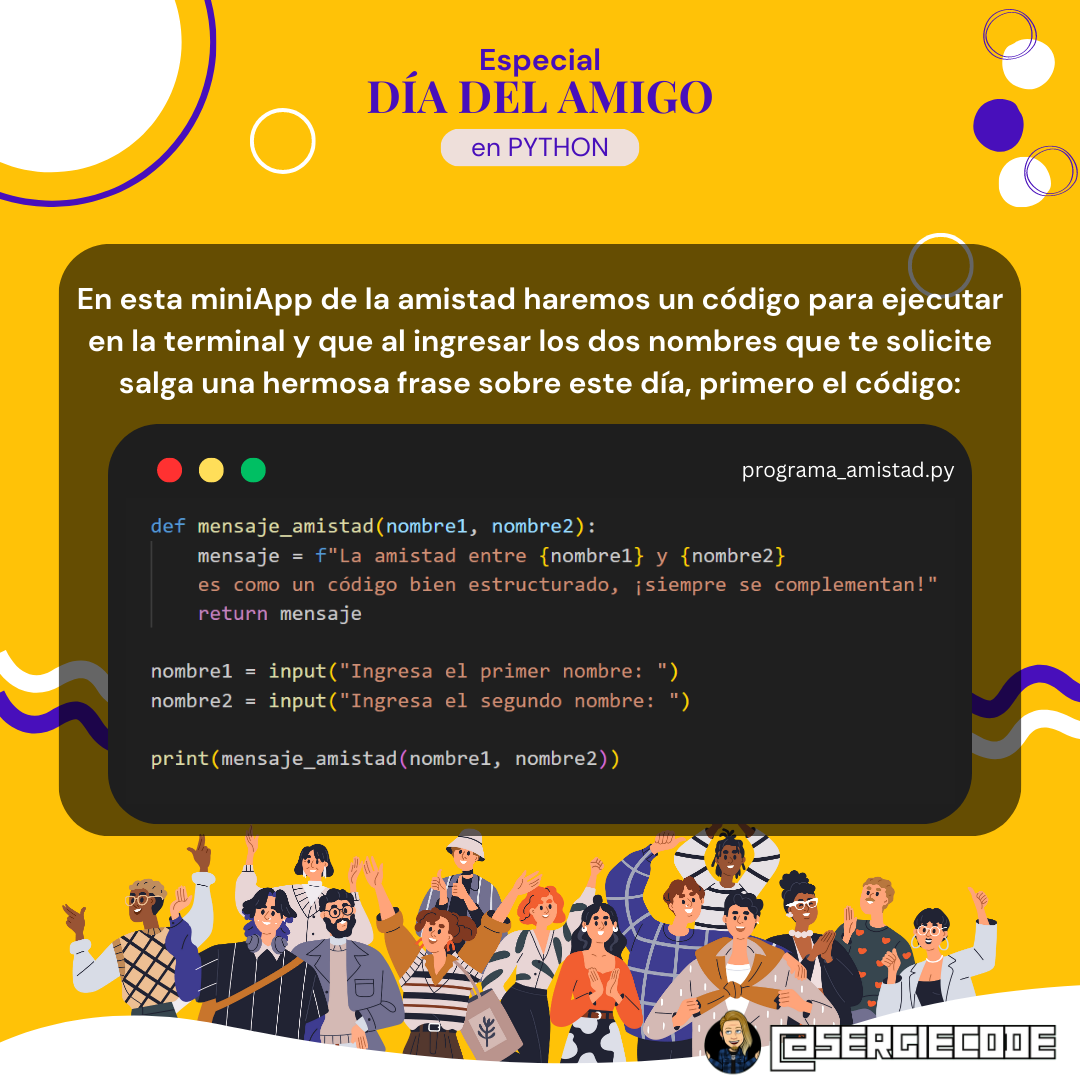 Especial
DÍA DEL AMIGO
en PYTHON
En esta miniApp de la amistad haremos un código para ejecutar
en la terminal y que al ingresar los dos nombres que te solicite
salga una hermosa frase sobre este día, primero el código:
programa_amistad.py
def mensaje_amistad(nombre1, nombre2):
    mensaje = f"La amistad entre {nombre1} y {nombre2}
    es como un código bien estructurado, ¡siempre se complementan!"
    return mensaje
nombre1 = input("Ingresa el primer nombre: ")
nombre2 = input("Ingresa el segundo nombre: ")
print(mensaje_amistad(nombre1, nombre2))
@SERGIECODE